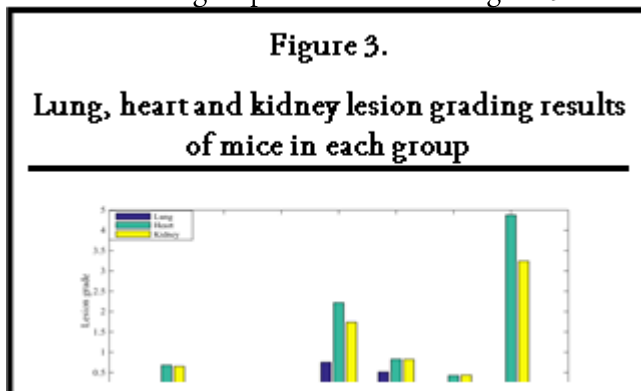 Figure 3.
Lung, heart and kidney lesion grading results
of mice in each group
5
Lung
Heart
Kidney
4.5
4
3.5
3
2.5
2
1.5
1
0.5
Lesion grade